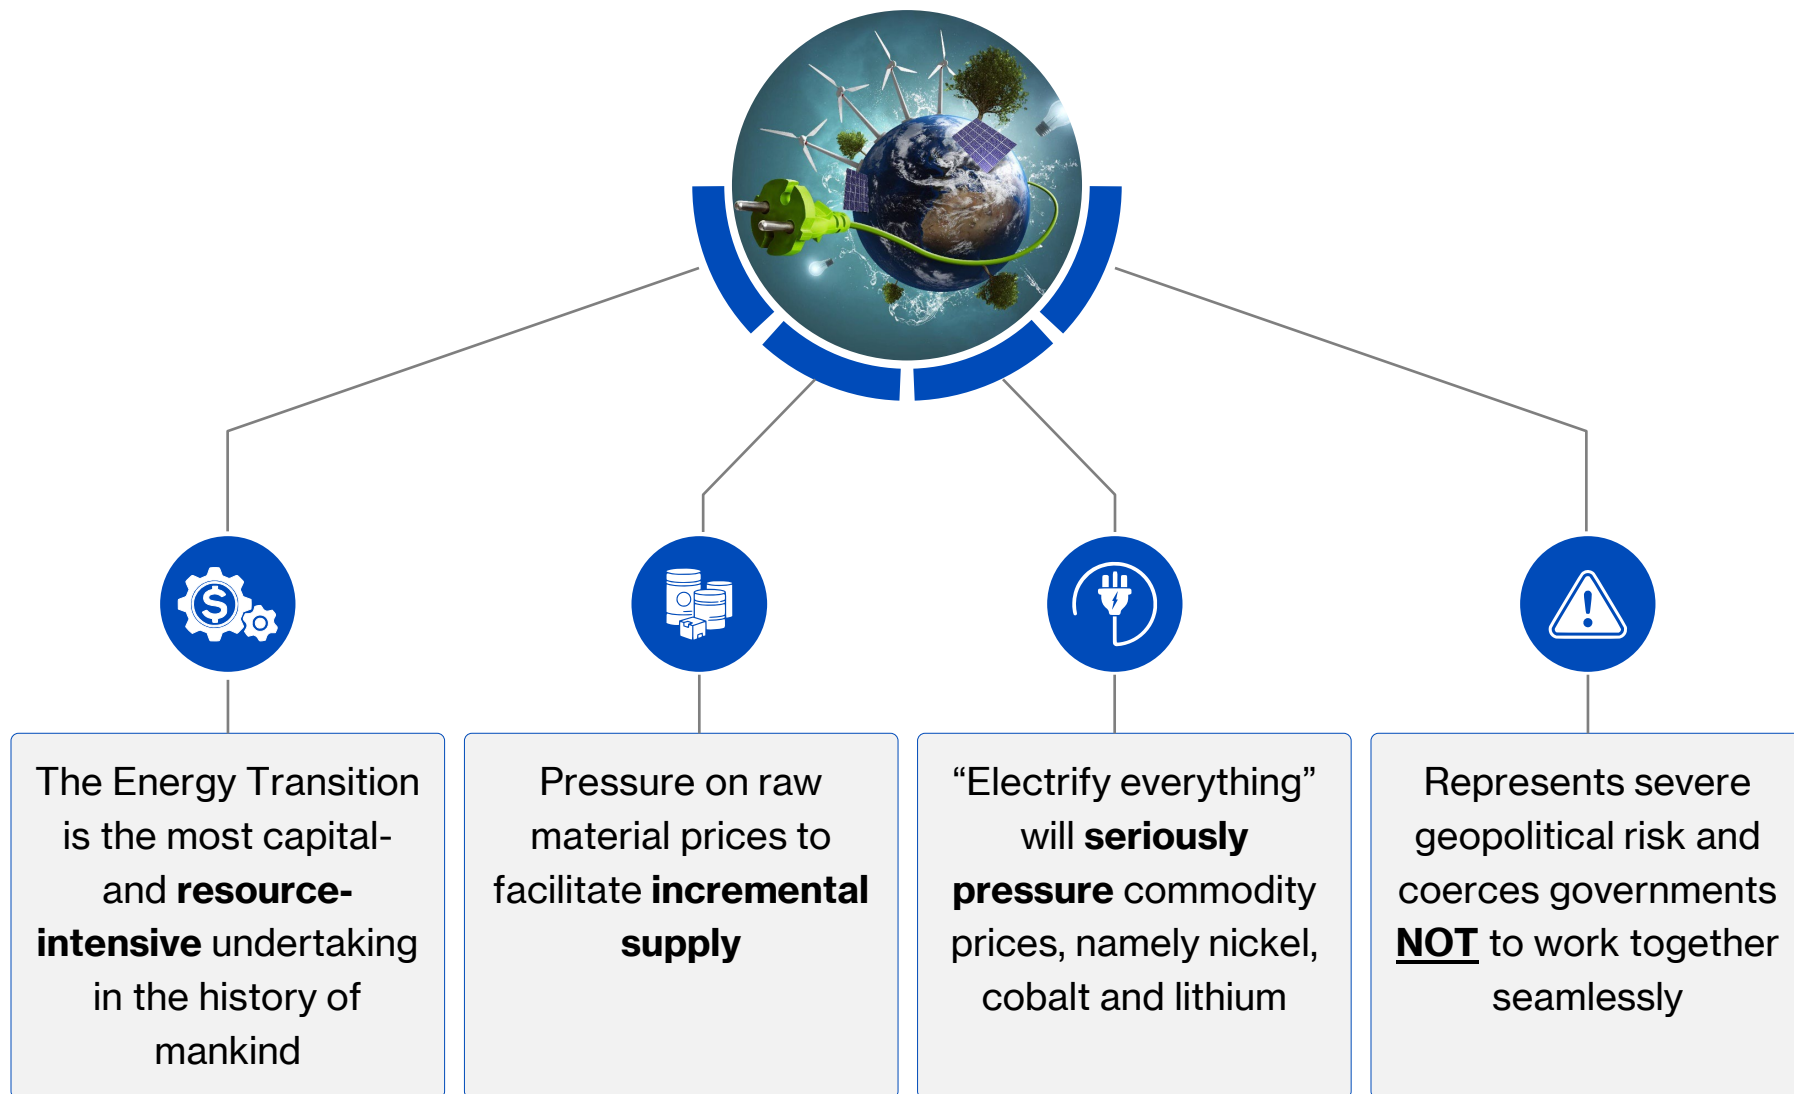 The Energy Transition
is the most capital-
and resource-
intensive undertaking
in the history of
mankind
Pressure on raw
material prices to
facilitate incremental
supply
“Electrify everything”
will seriously
pressure commodity
prices, namely nickel,
cobalt and lithium
Represents severe
geopolitical risk and
coerces governments
NOT to work together
seamlessly